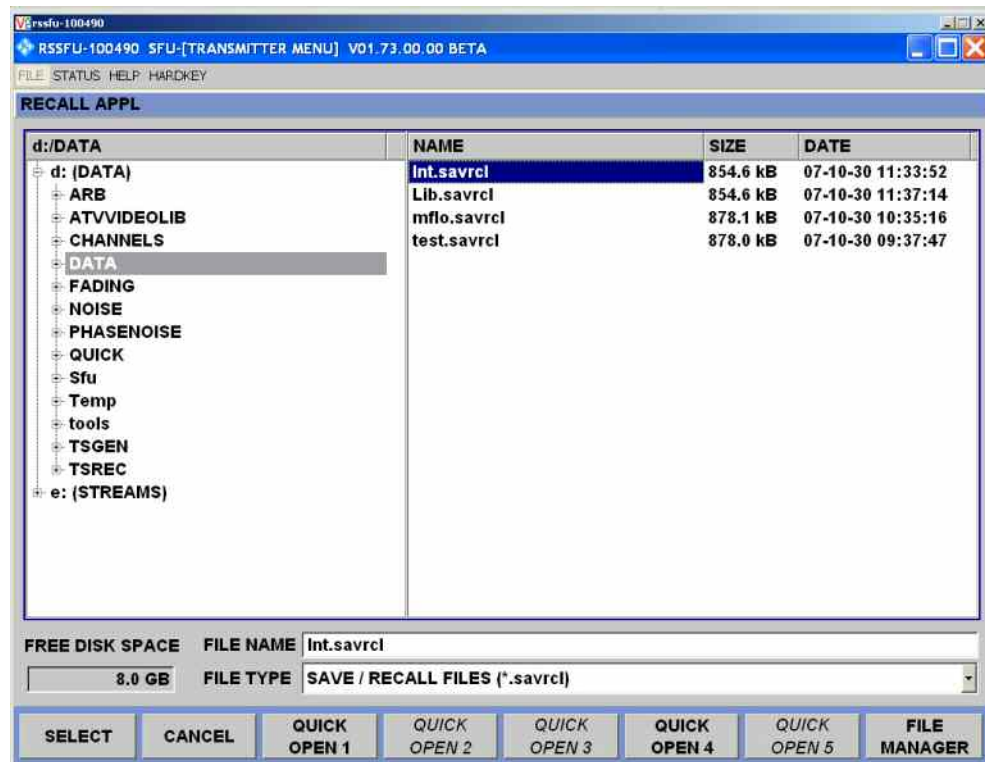 rssfu-100490
RSSFU-100490 SFU-[TRANSMITTER MENU] V01.73.00.00 BETA
FILE STATUS HELP HARDKEY
RECALL APPL
d:/DATA NAME SIZE DATE
d: (DATA) Int.savrcl 854.6 kB 07-10-30 11:33:52
ARB Lib.savrcl 854.6 kB 07-10-30 11:37:14
ATVVIDEOLIB mflo.savrcl 878.1 kB 07-10-30 10:35:16
CHANNELS test.savrcl 878.0 kB 07-10-30 09:37:47
DATA
FADING
NOISE
PHASENOISE
QUICK
Sfu
Temp
tools
TSGEN
TSREC
e: (STREAMS)
FREE DISK SPACE FILE NAME Int.savrcl
8.0 GB FILE TYPE SAVE / RECALL FILES (*.savrcl)
SELECT CANCEL QUICK OPEN 1 QUICK OPEN 2 QUICK OPEN 3 QUICK OPEN 4 QUICK OPEN 5 FILE MANAGER